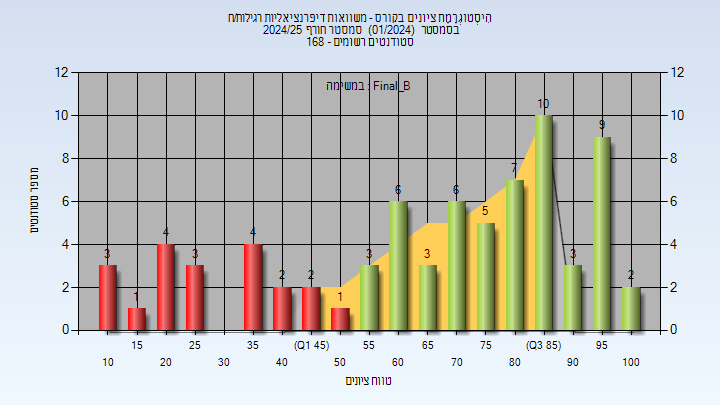 היסטוגרמת ציונים בקורס - משוואות דיפרנציאליות רגילות/ח
בסמסטר (01/2024) סמסטר חורף 2024/25
סטודנטים רשומים - 168
במשימה : Final_B
12 12
10 10
8 8
6 6
4 4
2 2
0 0
3 1 4 3 4 2 2 1 3 6 3 6 5 7 10 3 9 2
מספר סטודנטים
15 25 35 (Q1 45) 55 65 75 (Q3 85) 95
10 20 30 40 50 60 70 80 90 100
טווח ציונים